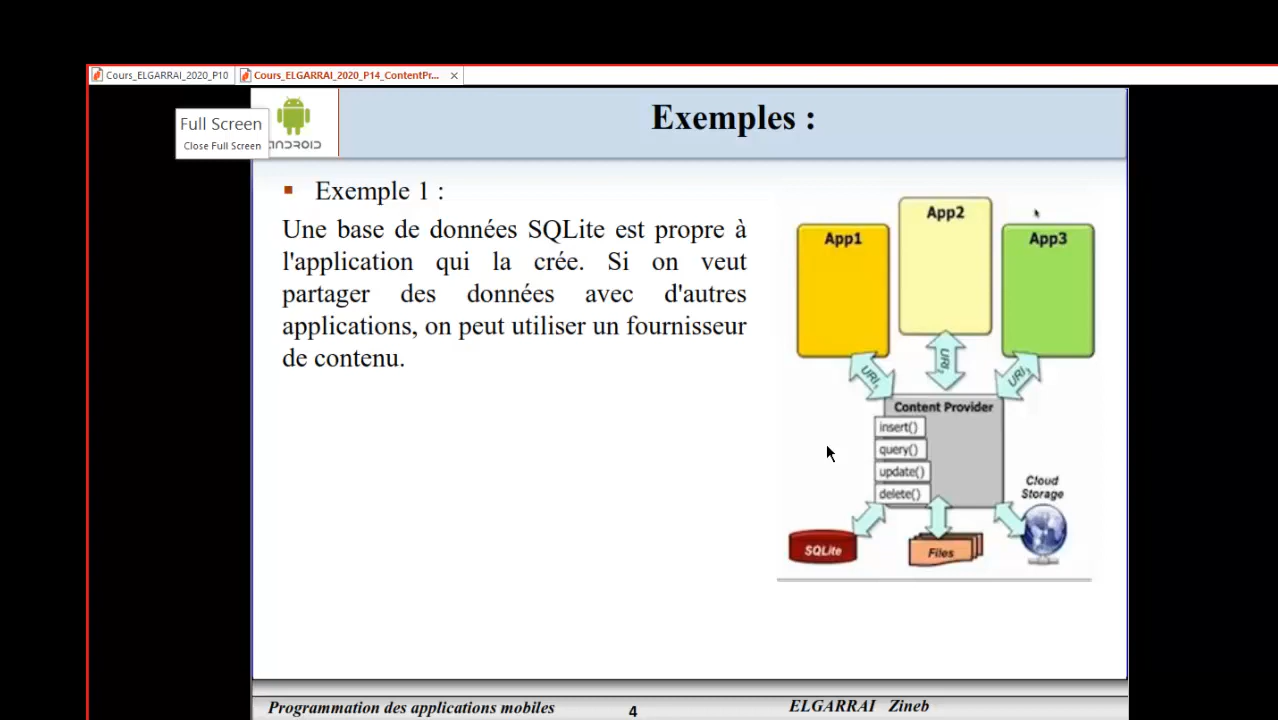 Cours_ELGARRAI_2020_P10
Cours_ELGARRAI_2020_P14_ContentPr...
Full Screen
Close Full Screen
ANDROID
Exemples :
Exemple 1 :
Une base de données SQLite est propre à
l'application qui la crée. Si on veut
partager des données avec d'autres
applications, on peut utiliser un fournisseur
de contenu.
App1
App2
App3
URI1
URI2
URI3
Content Provider
insert()
query()
update()
delete()
SQLite
Files
Cloud
Storage
Programmation des applications mobiles
4
ELGARRAI Zineb